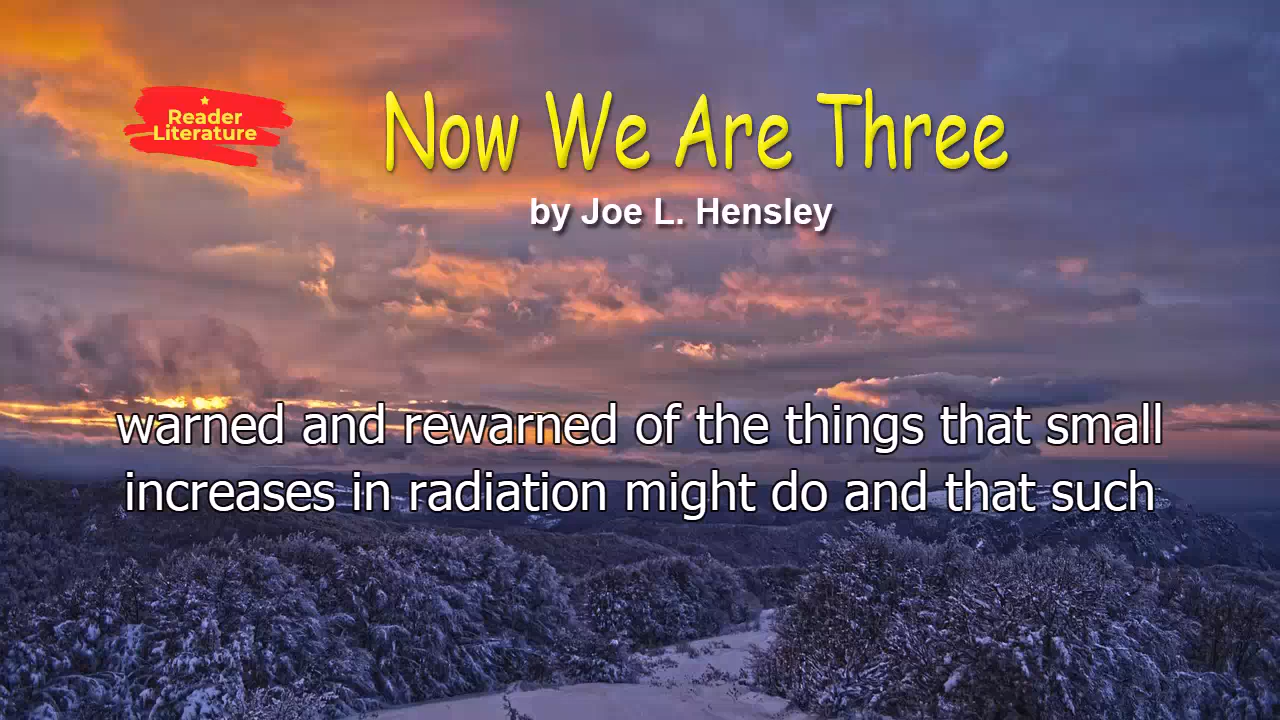 Reader
Literature
Now We Are Three
by Joe L. Hensley
warned and rewarned of the things that small
increases in radiation might do and that such